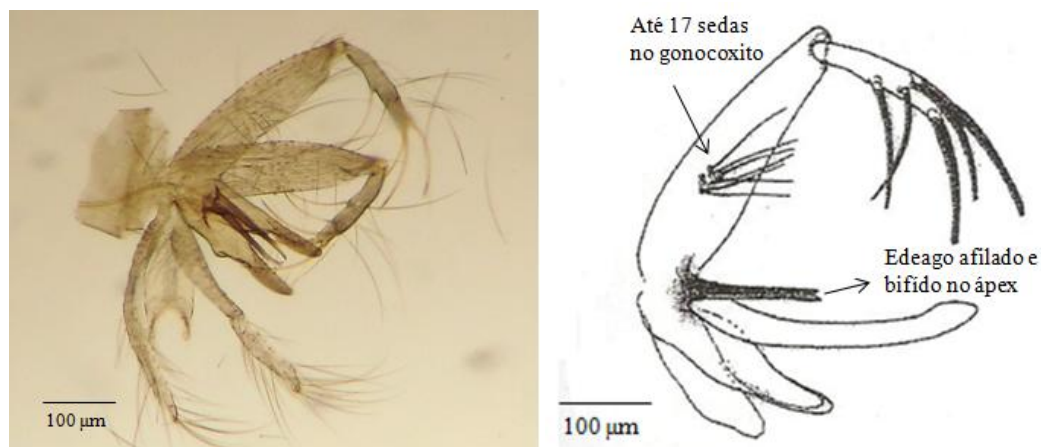 Até 17 sedas
no gonocoxito
Edeago afilado e
bifído no ápex
100 μm
100 μm